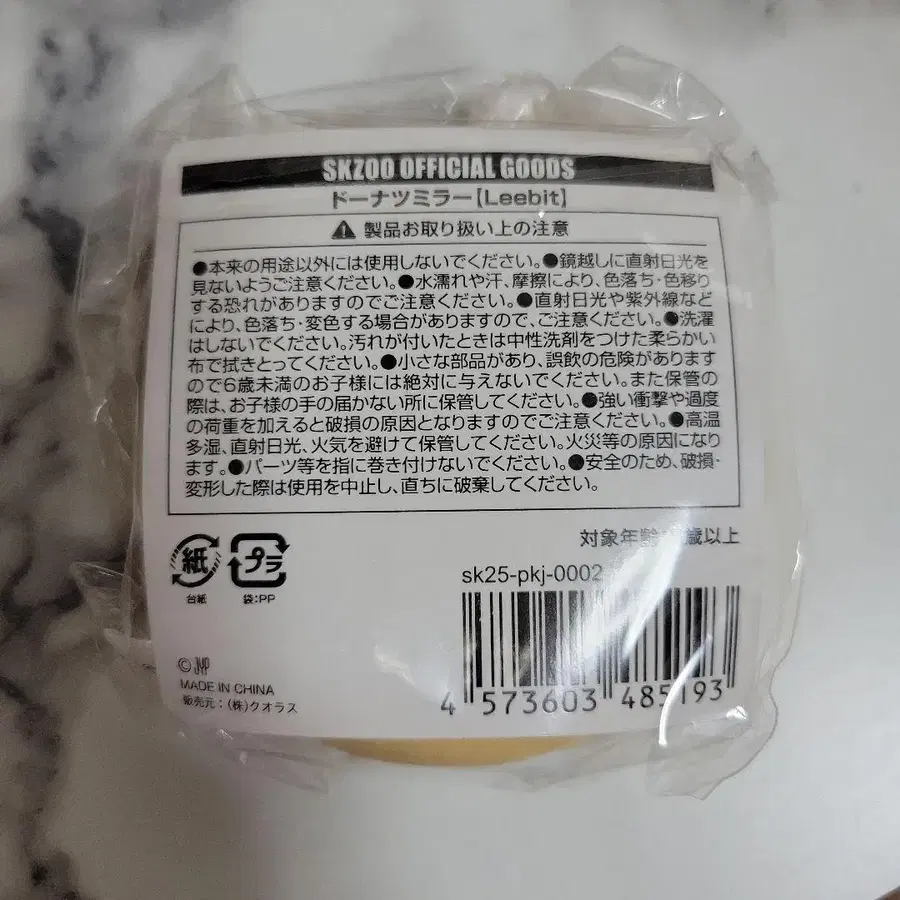 SKZOO OFFICIAL GOODS
ドーナツミラー【Leebit】
製品お取り扱い上の注意
●本来の用途以外には使用しないでください。●鏡越しに直射日光を
見ないようご注意ください。●水濡れや汗、摩擦により、色落ち・色移り
する恐れがありますのでご注意ください。●直射日光や紫外線など
により、色落ち・変色する場合がありますので、ご注意ください。●洗濯
はしないでください。汚れが付いたときは中性洗剤をつけた柔らかい
布で拭きとってください。●小さな部品があり、誤飲の危険があります
ので6歳未満のお子様には絶対に与えないでください。また保管の
際は、お子様の手の届かない所に保管してください。●強い衝撃や過度
の荷重を加えると破損の原因となりますのでご注意ください。●高温
多湿、直射日光、火気を避けて保管してください。火災等の原因になり
ます。●パーツ等を指に巻き付けないでください。●安全のため、破損・
変形した際は使用を中止し、直ちに破棄してください。
対象年齢 歳以上
紙
台紙
プラ
袋:PP
sk25-pkj-0002
4 573603 485193
© JYP
MADE IN CHINA
販売元:(株)クオラス